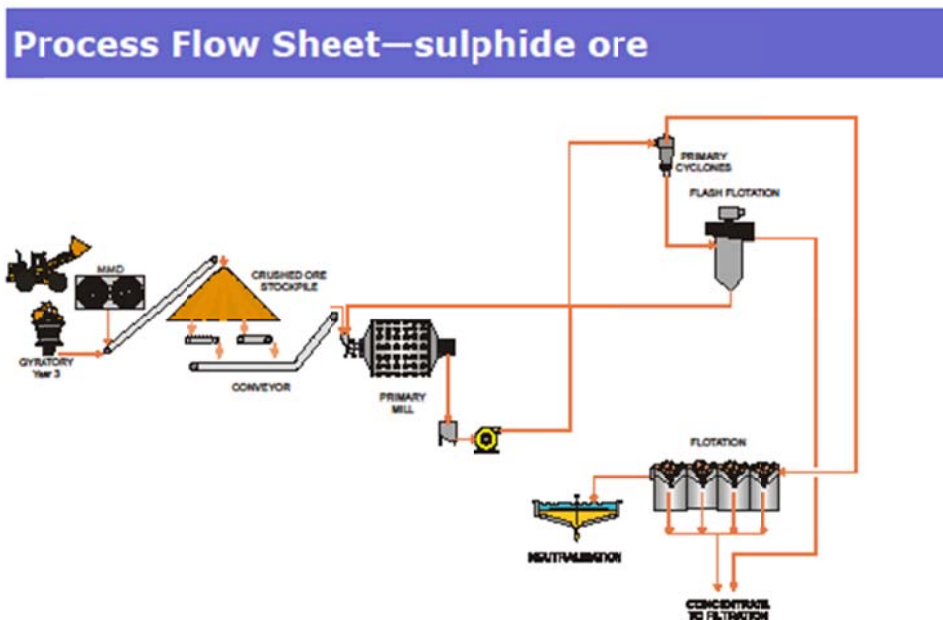 Process Flow Sheet—sulphide ore
PRIMARY
CYCLONES
FLASH FLOTATION
MMD
CRUSHED ORE
STOCKPILE
GYRATORY
Year 3
CONVEYOR
PRIMARY
MILL
FLOTATION
NEUTRALISATION
CONCENTRATE
TO FILTRATION